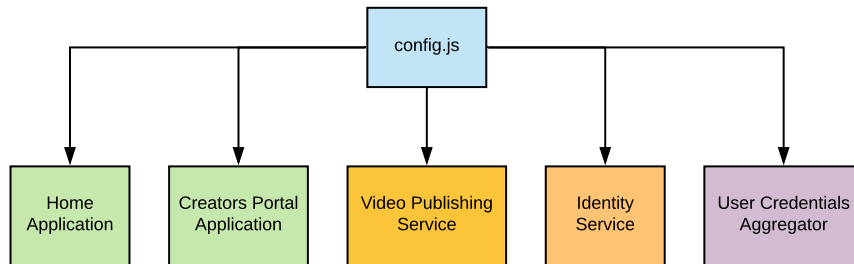 config.js
Home
Application
Creators Portal
Application
Video Publishing
Service
Identity
Service
User Credentials
Aggregator